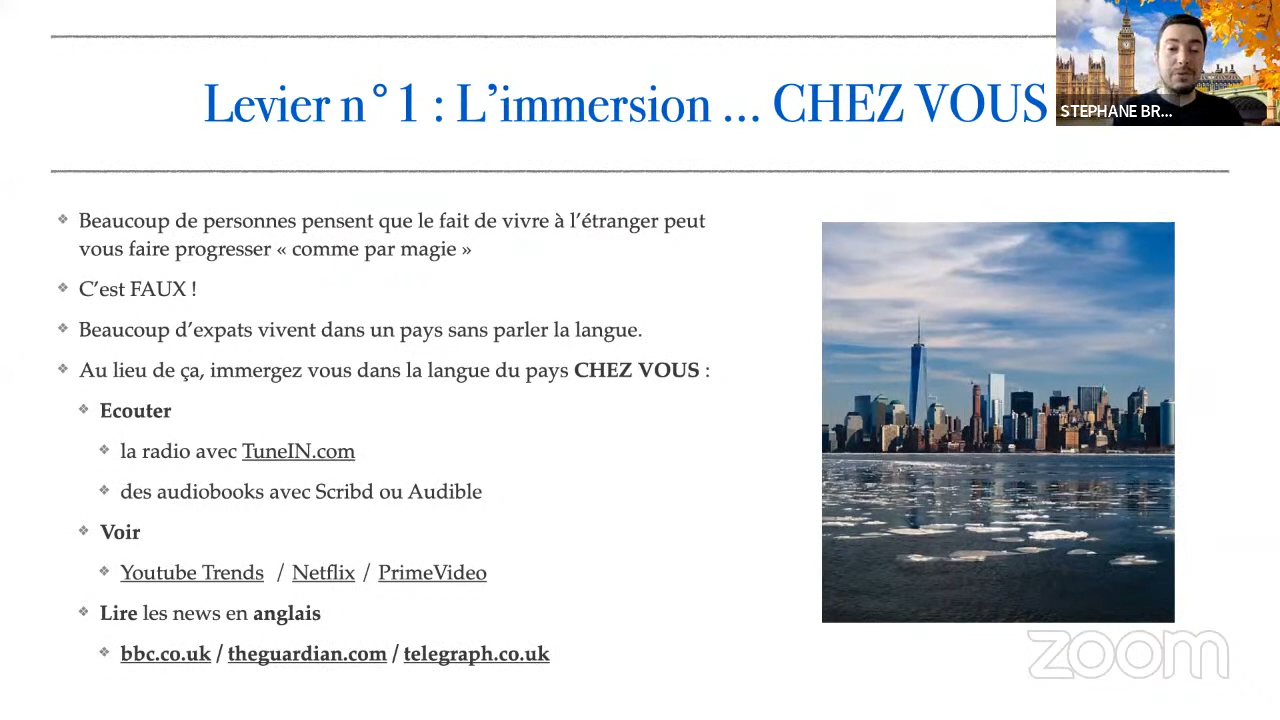 Levier n°1 : L’immersion … CHEZ VOUS
STEPHANE BR...
Beaucoup de personnes pensent que le fait de vivre à l’étranger peut
vous faire progresser « comme par magie »
C’est FAUX !
Beaucoup d’expats vivent dans un pays sans parler la langue.
Au lieu de ça, immergez vous dans la langue du pays CHEZ VOUS :
Ecouter
la radio avec TuneIN.com
des audiobooks avec Scribd ou Audible
Voir
Youtube Trends / Netflix / PrimeVideo
Lire les news en anglais
bbc.co.uk / theguardian.com / telegraph.co.uk
zoom